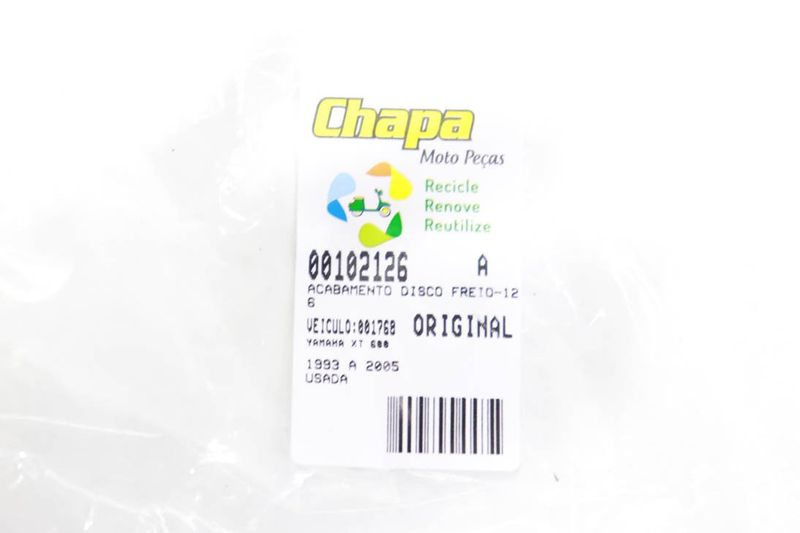 Chapa
Moto Peças
Recicle
Renove
Reutilize
00102126 A
ACABAMENTO DISCO FREIO-12
6
VEICULO:001760 ORIGINAL
YAMAHA XT 600
1993 A 2005
USADA